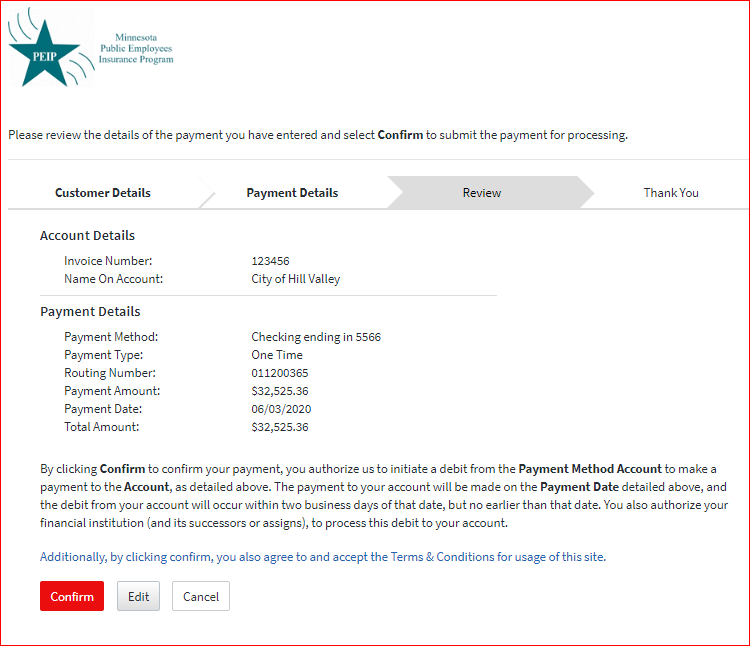 PEIP
Minnesota
Public Employees
Insurance Program
Please review the details of the payment you have entered and select Confirm to submit the payment for processing.
Customer Details
Payment Details
Review
Thank You
Account Details
Invoice Number: 123456
Name On Account: City of Hill Valley
Payment Details
Payment Method: Checking ending in 5566
Payment Type: One Time
Routing Number: 011200365
Payment Amount: $32,525.36
Payment Date: 06/03/2020
Total Amount: $32,525.36
By clicking Confirm to confirm your payment, you authorize us to initiate a debit from the Payment Method Account to make a
payment to the Account, as detailed above. The payment to your account will be made on the Payment Date detailed above, and
the debit from your account will occur within two business days of that date, but no earlier than that date. You also authorize your
financial institution (and its successors or assigns), to process this debit to your account.
Additionally, by clicking confirm, you also agree to and accept the Terms & Conditions for usage of this site.
Confirm
Edit
Cancel